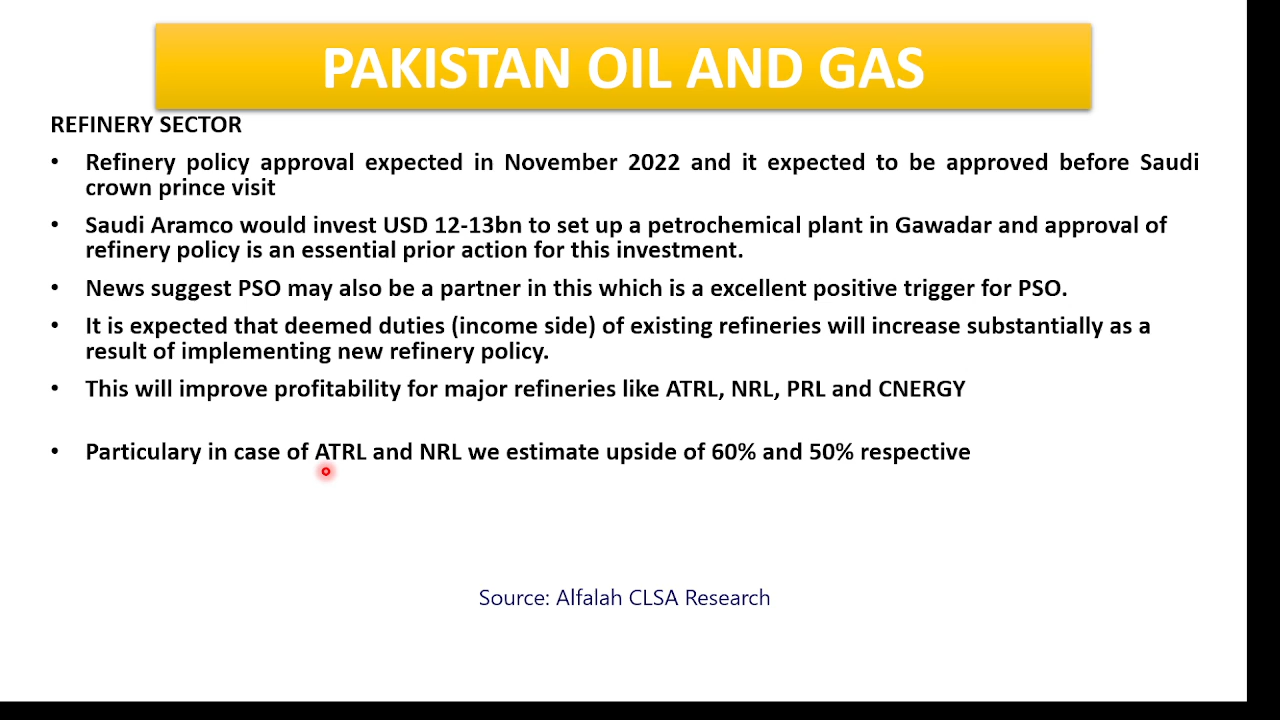 PAKISTAN OIL AND GAS
REFINERY SECTOR
• Refinery policy approval expected in November 2022 and it expected to be approved before Saudi
crown prince visit
• Saudi Aramco would invest USD 12-13bn to set up a petrochemical plant in Gawadar and approval of
refinery policy is an essential prior action for this investment.
• News suggest PSO may also be a partner in this which is a excellent positive trigger for PSO.
• It is expected that deemed duties (income side) of existing refineries will increase substantially as a
result of implementing new refinery policy.
• This will improve profitability for major refineries like ATRL, NRL, PRL and CNERGY
• Particulary in case of ATRL and NRL we estimate upside of 60% and 50% respective
Source: Alfalah CLSA Research